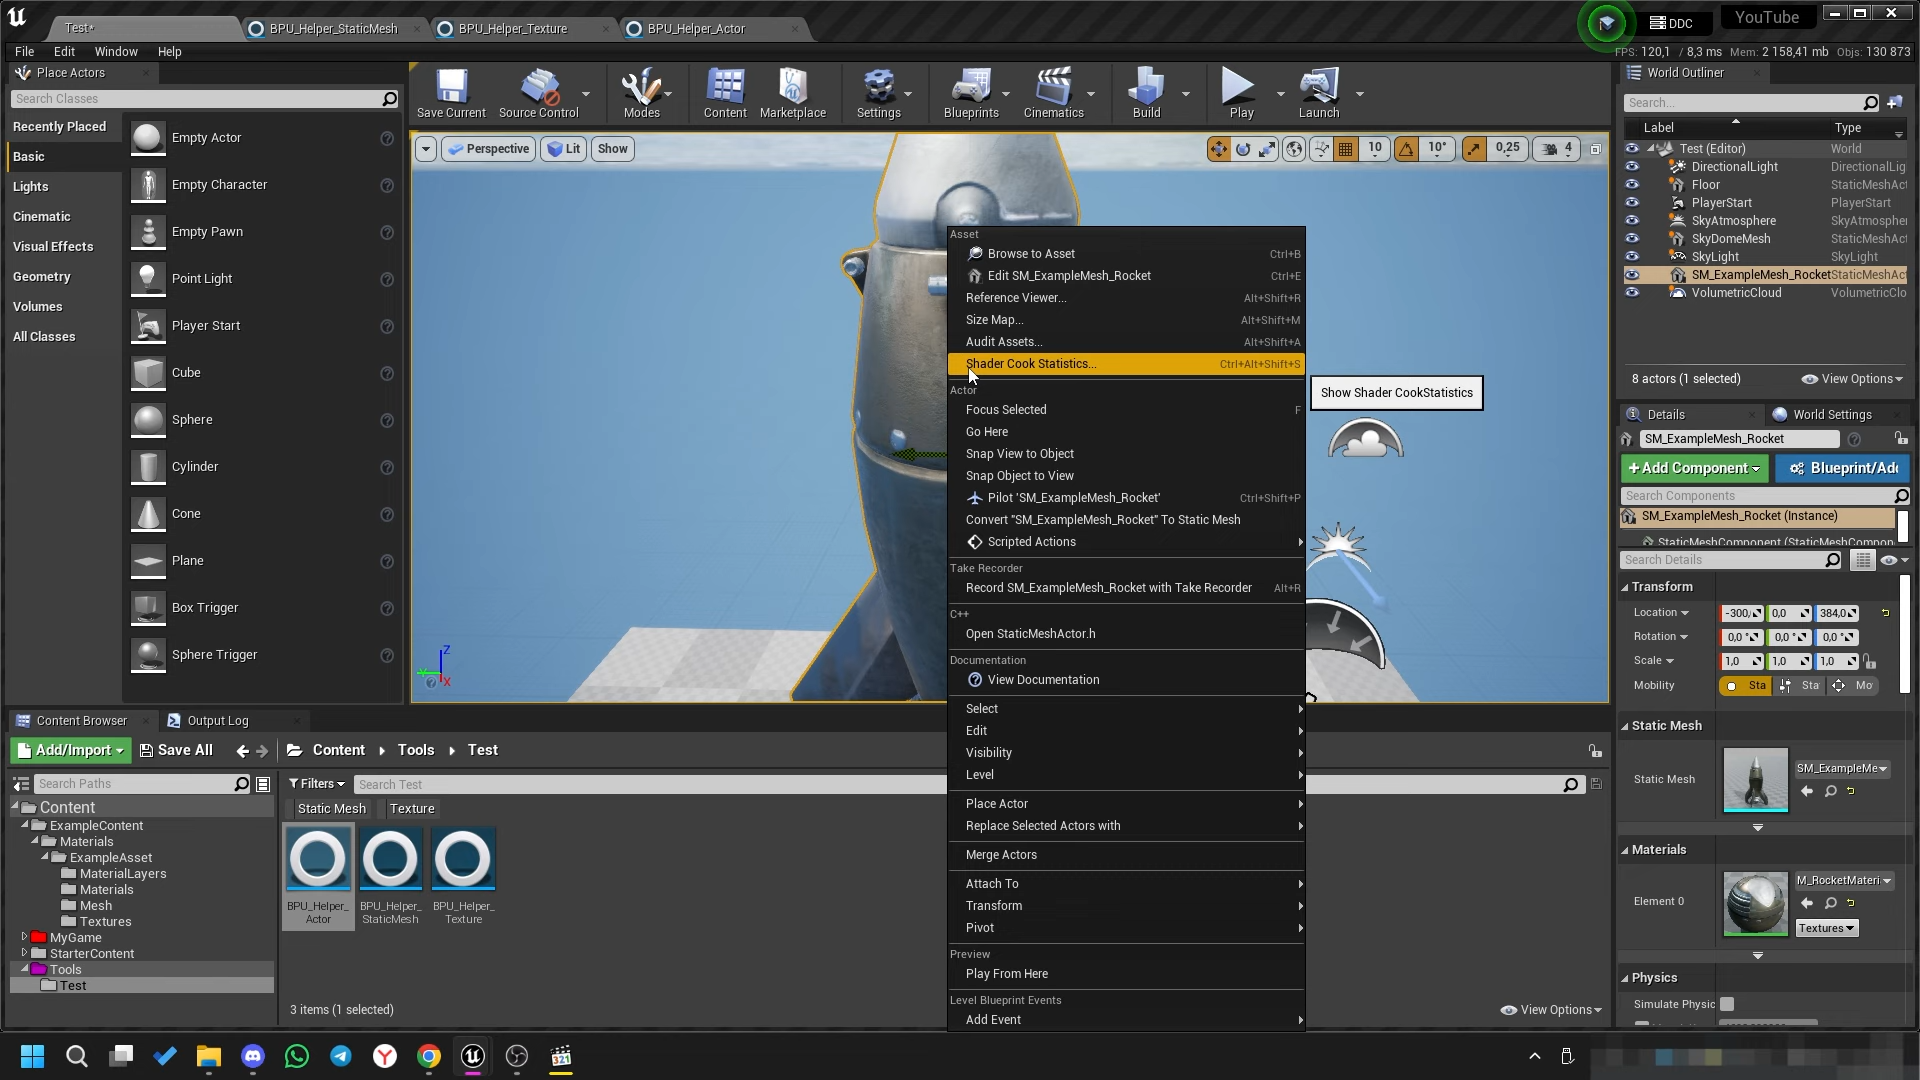 Test*
BPU_Helper_StaticMesh
BPU_Helper_Texture
BPU_Helper_Actor
DDC
YouTube
File Edit Window Help
FPS: 120,1 / 8,3 ms Mem: 2 158,41 mb Objs: 130 873
Place Actors
Search Classes
Recently Placed
Basic
Lights
Cinematic
Visual Effects
Geometry
Volumes
All Classes
Empty Actor
Empty Character
Empty Pawn
Point Light
Player Start
Cube
Sphere
Cylinder
Cone
Plane
Box Trigger
Sphere Trigger
Save Current
Source Control
Modes
Content
Marketplace
Settings
Blueprints
Cinematics
Build
Play
Launch
Perspective
Lit
Show
10
10°
0,25
4
Z
Y
X
Asset
Browse to Asset Ctrl+B
Edit SM_ExampleMesh_Rocket Ctrl+E
Reference Viewer... Alt+Shift+R
Size Map... Alt+Shift+M
Audit Assets... Alt+Shift+A
Shader Cook Statistics... Ctrl+Alt+Shift+S
Show Shader CookStatistics
Actor
Focus Selected F
Go Here
Snap View to Object
Snap Object to View
Pilot 'SM_ExampleMesh_Rocket' Ctrl+Shift+P
Convert "SM_ExampleMesh_Rocket" To Static Mesh
Scripted Actions
Take Recorder
Record SM_ExampleMesh_Rocket with Take Recorder Alt+R
C++
Open StaticMeshActor.h
Documentation
View Documentation
Select
Edit
Visibility
Level
Place Actor
Replace Selected Actors with
Merge Actors
Attach To
Transform
Pivot
Preview
Play From Here
Level Blueprint Events
Add Event
World Outliner
Search...
Label Type
Test (Editor) World
DirectionalLight DirectionalLig
Floor StaticMeshAct
PlayerStart PlayerStart
SkyAtmosphere SkyAtmospher
SkyDomeMesh StaticMeshAct
SkyLight SkyLight
SM_ExampleMesh_Rocket StaticMeshAct
VolumetricCloud VolumetricClo
8 actors (1 selected) View Options
Details World Settings
SM_ExampleMesh_Rocket
+Add Component
Blueprint/Add
Search Components
SM_ExampleMesh_Rocket (Instance)
StaticMeshComponent (StaticMeshCompon
Search Details
Transform
Location -300, 0,0 384,0
Rotation 0,0 ° 0,0 ° 0,0 °
Scale 1,0 1,0 1,0
Mobility Sta Sta Mo
Static Mesh
Static Mesh SM_ExampleMe
Materials
Element 0 M_RocketMateri
Textures
Physics
Simulate Physic
Content Browser
Output Log
Add/Import
Save All
Content Tools Test
Search Paths
Filters
Search Test
Static Mesh Texture
Content
ExampleContent
Materials
ExampleAsset
MaterialLayers
Materials
Mesh
Textures
MyGame
StarterContent
Tools
Test
BPU_Helper_
Actor
BPU_Helper_
StaticMesh
BPU_Helper_
Texture
3 items (1 selected)
View Options
321